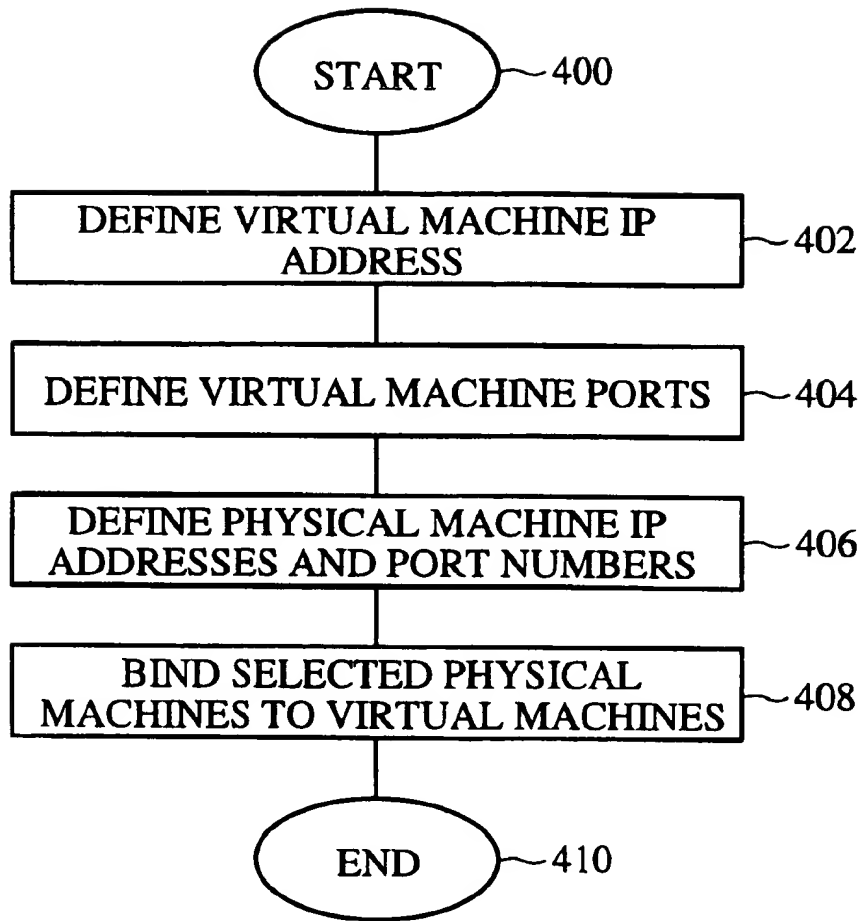 START
400
DEFINE VIRTUAL MACHINE IP
ADDRESS
402
DEFINE VIRTUAL MACHINE PORTS
404
DEFINE PHYSICAL MACHINE IP
ADDRESSES AND PORT NUMBERS
406
BIND SELECTED PHYSICAL
MACHINES TO VIRTUAL MACHINES
408
END
410